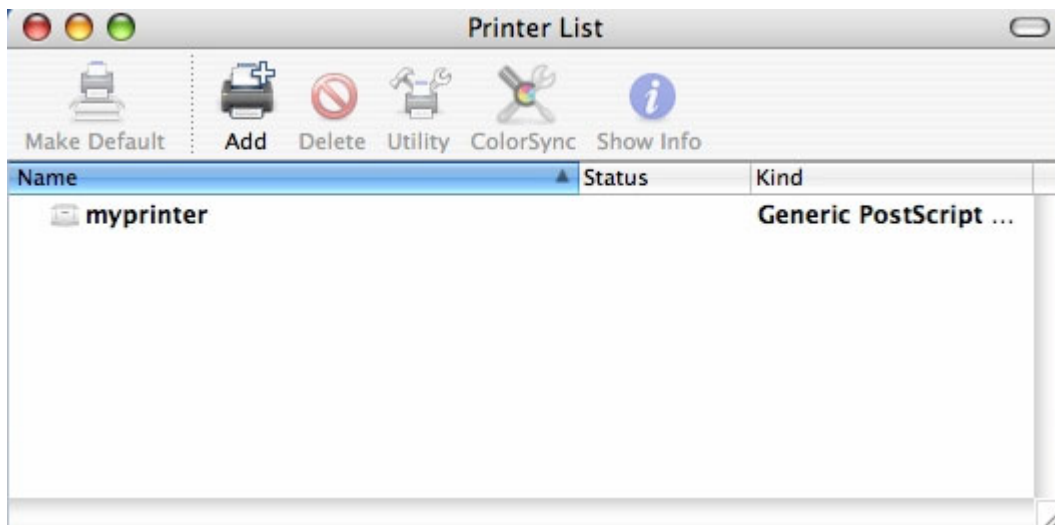 Printer List
Make Default Add Delete Utility ColorSync Show Info
Name Status Kind
myprinter Generic PostScript ...